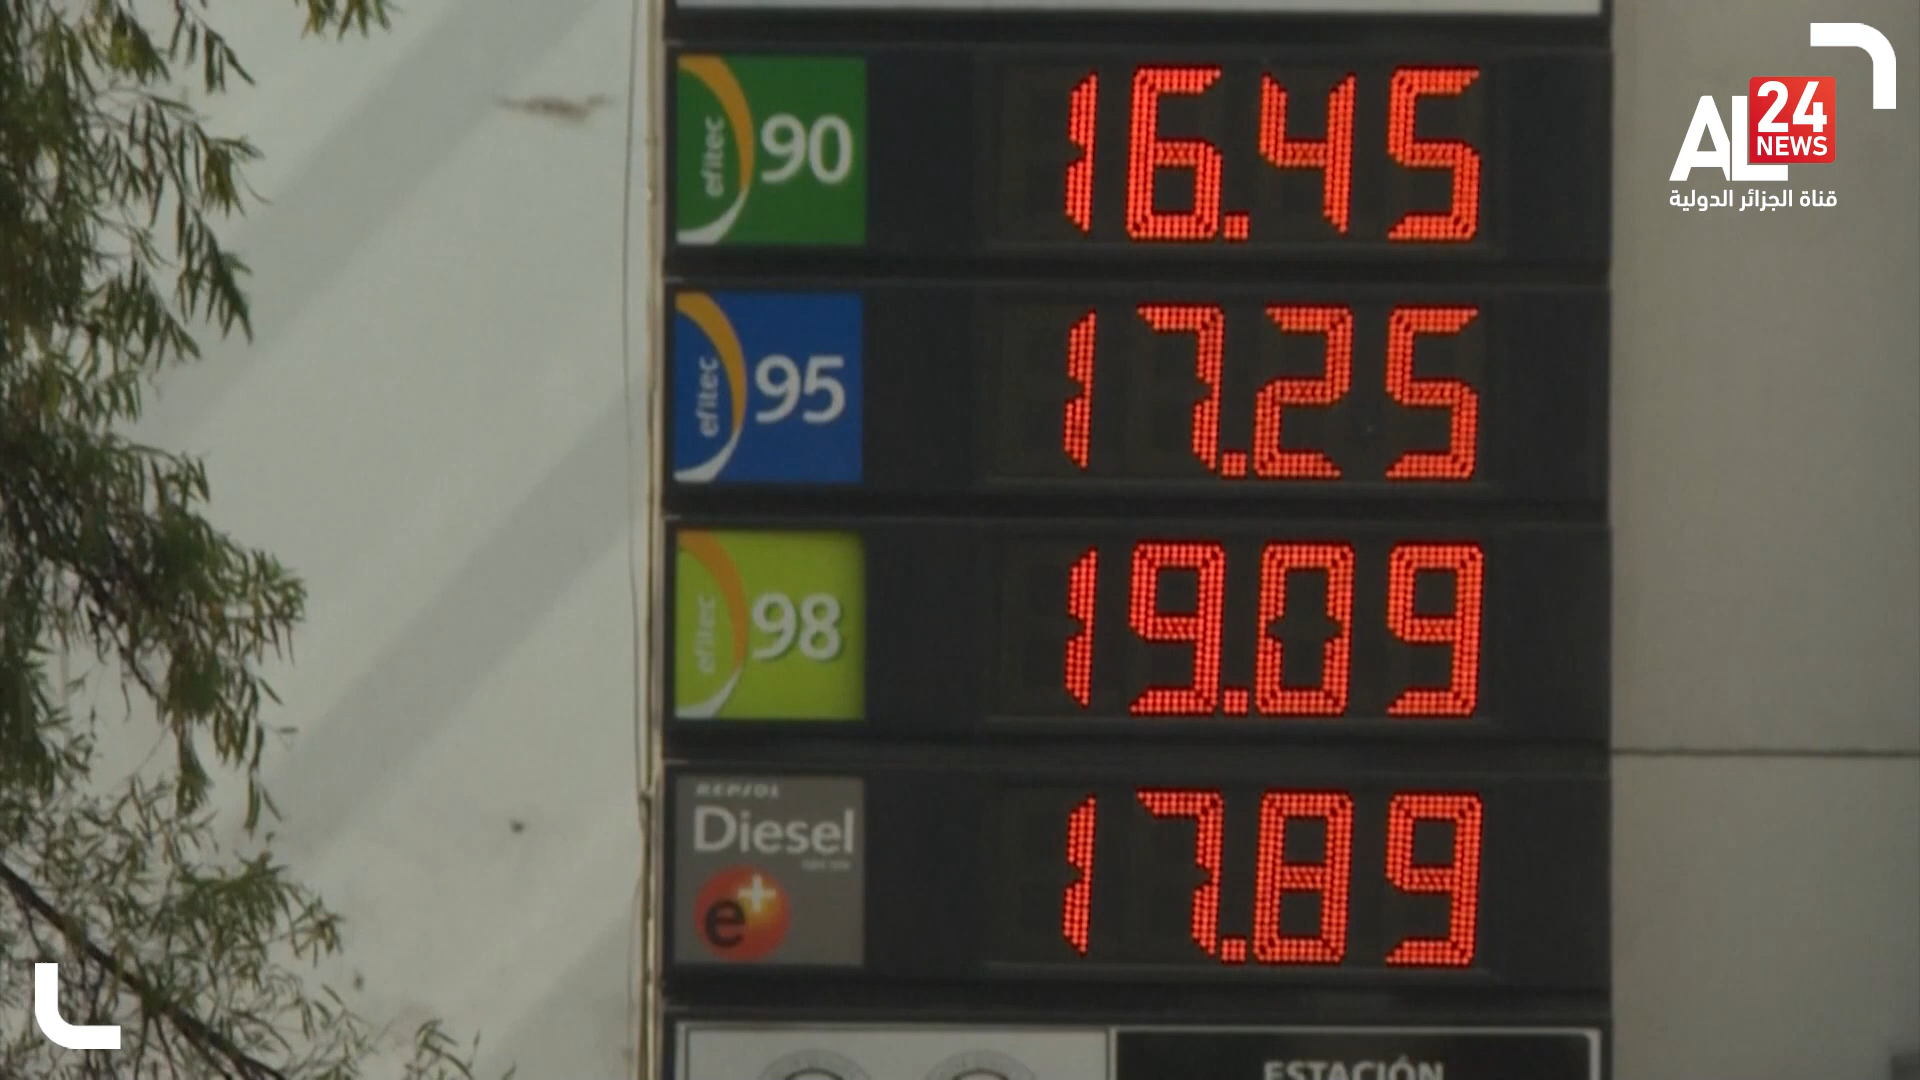 efitec 90 16.45
efitec 95 17.25
efitec 98 19.09
REPSOL
Diesel
e+ 17.89
ESTACIÓN
AL 24
NEWS
قناة الجزائر الدولية